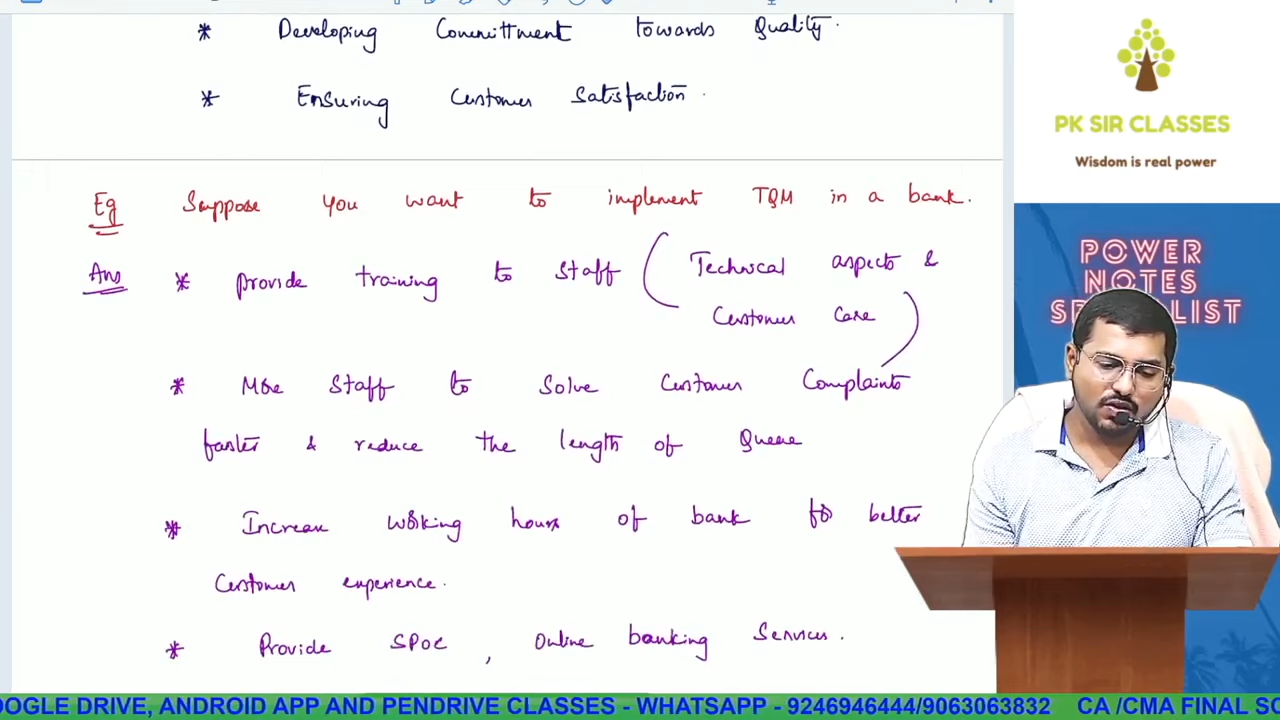 * Developing Committment towards Quality.
* Ensuring Customer Satisfaction.
Eg Suppose you want to implement TQM in a bank.
Ans * Provide training to Staff ( Technical aspects &
Customer Care )
* More Staff to Solve Customer Complaints
faster & reduce the length of Queue
* Increase working hours of bank for better
Customer experience.
* Provide SPOC, Online banking Services.
PK SIR CLASSES
Wisdom is real power
POWER
NOTES
SPECIALIST
OOGLE DRIVE, ANDROID APP AND PENDRIVE CLASSES - WHATSAPP - 9246946444/9063063832 CA /CMA FINAL SC